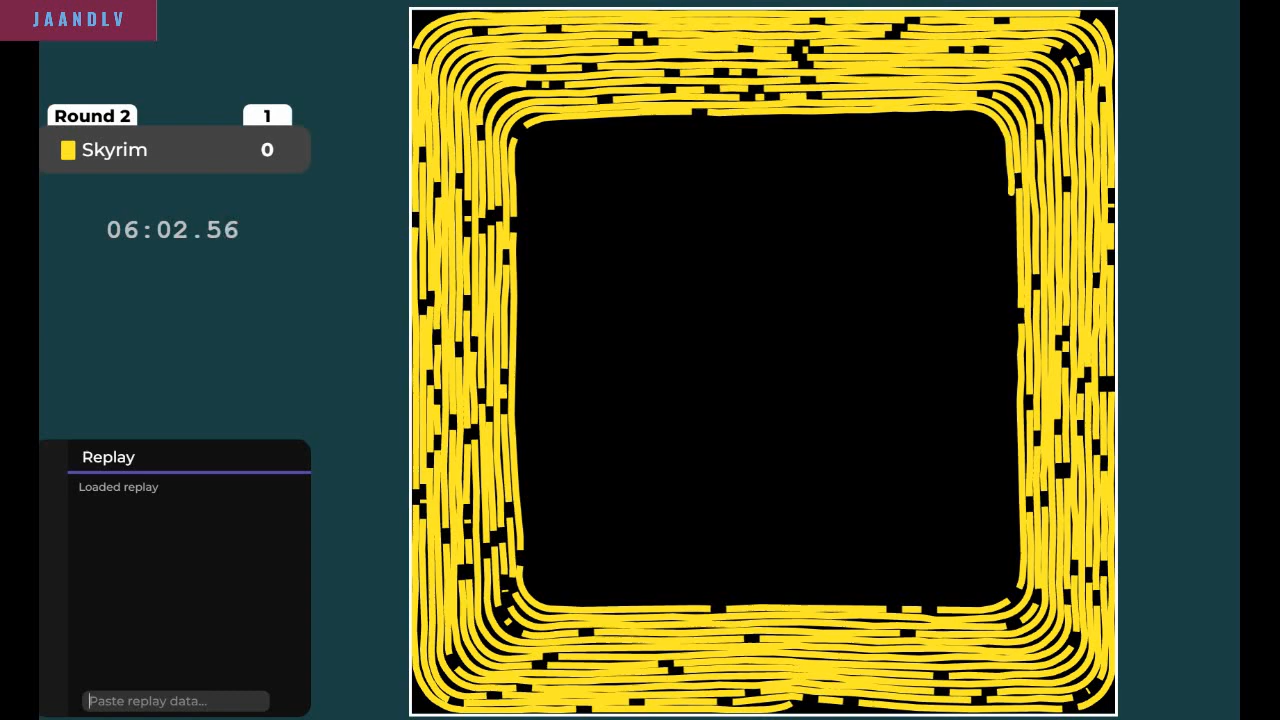 JAANDLV
Round 2
1
Skyrim
0
06:02.56
Replay
Loaded replay
Paste replay data...